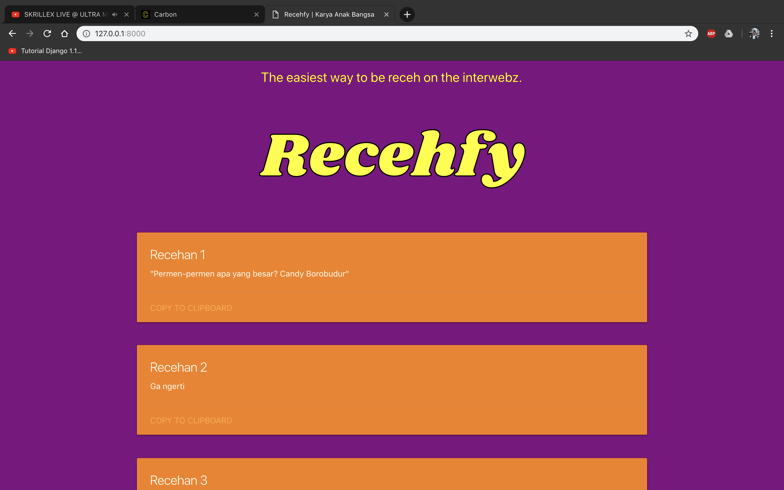 SKRILLEX LIVE @ ULTRA
Carbon
Recehfy | Karya Anak Bangsa
127.0.0.1:8000
ABP
Tutorial Django 1.1...
The easiest way to be receh on the interwebz.
Recehfy
Recehan 1
"Permen-permen apa yang besar? Candy Borobudur"
COPY TO CLIPBOARD
Recehan 2
Ga ngerti
COPY TO CLIPBOARD
Recehan 3